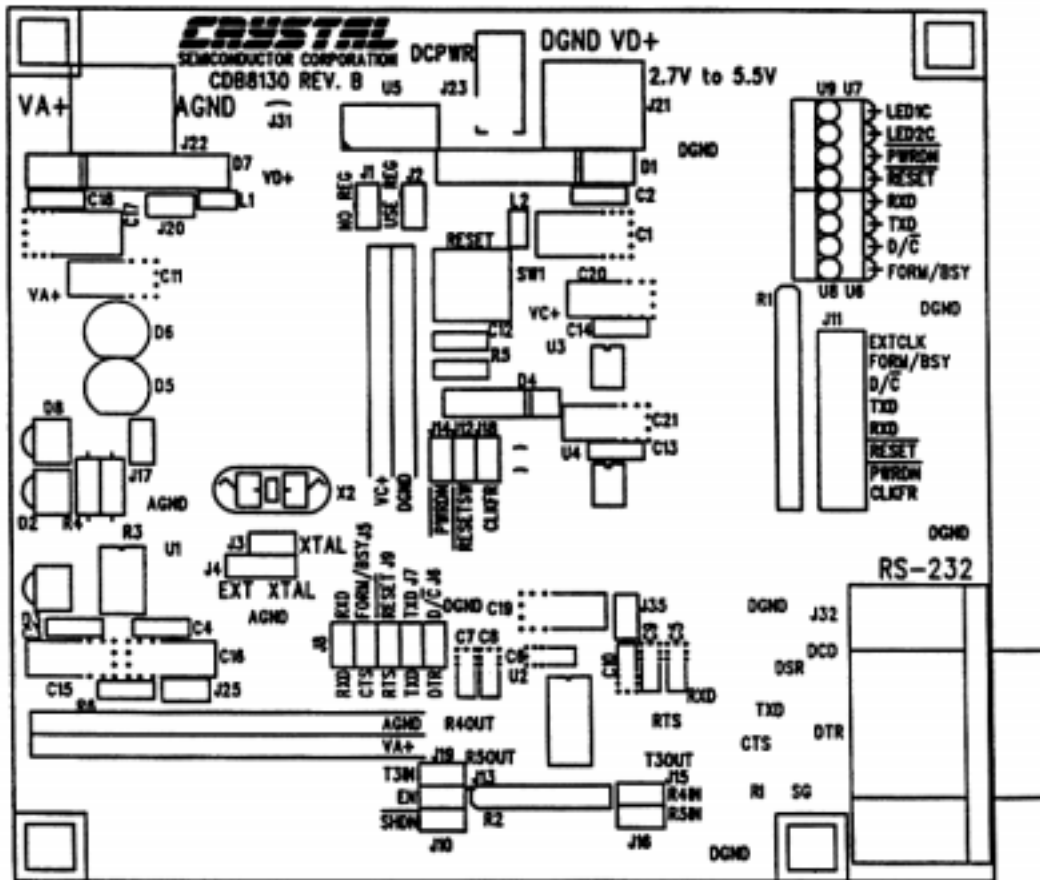 CRYSTAL
SEMICONDUCTOR CORPORATION
CDB8130 REV. B
DCPWR
DGND VD+
2.7V to 5.5V
VA+
AGND
J31
U5
J23
J21
DGND
U9 U7
LED1C
LED2C
PWRDN
RESET
RXD
TXD
D/C
FORM/BSY
U8 U6
J22
D7
VD+
D1
C18
C17
J20
L1
NO REG
J1
USE REG
J2
L2
C2
C1
C11
VA+
RESET
SW1
C20
VC+
C14
C12
R5
U3
D6
D5
D4
C21
U4
C13
R1
DGND
J11
EXTCLK
FORM/BSY
D/C
TXD
RXD
RESET
PWRDN
CLKFR
DGND
D8
J17
D2
R4
AGND
X2
VC+
DGND
J14
J12
J18
PWRDN
RESETSW
CLKFR
R3
U1
J3
XTAL
J4
EXT XTAL
AGND
RXD
FORM/BSY
J5
RESET
J9
TXD
J7
D/C
J6
J8
RXD
CTS
RTS
TXD
DTR
DGND
C7
C8
C19
J35
C10
C9
C5
RXD
RTS
U2
RS-232
DGND
J32
DCD
DSR
TXD
DTR
CTS
RI
SG
C4
C16
C15
J25
AGND
VA+
R4OUT
R5OUT
J19
T3IN
EN
SHDN
J10
J13
R2
T3OUT
J15
R4IN
R5IN
J16
DGND